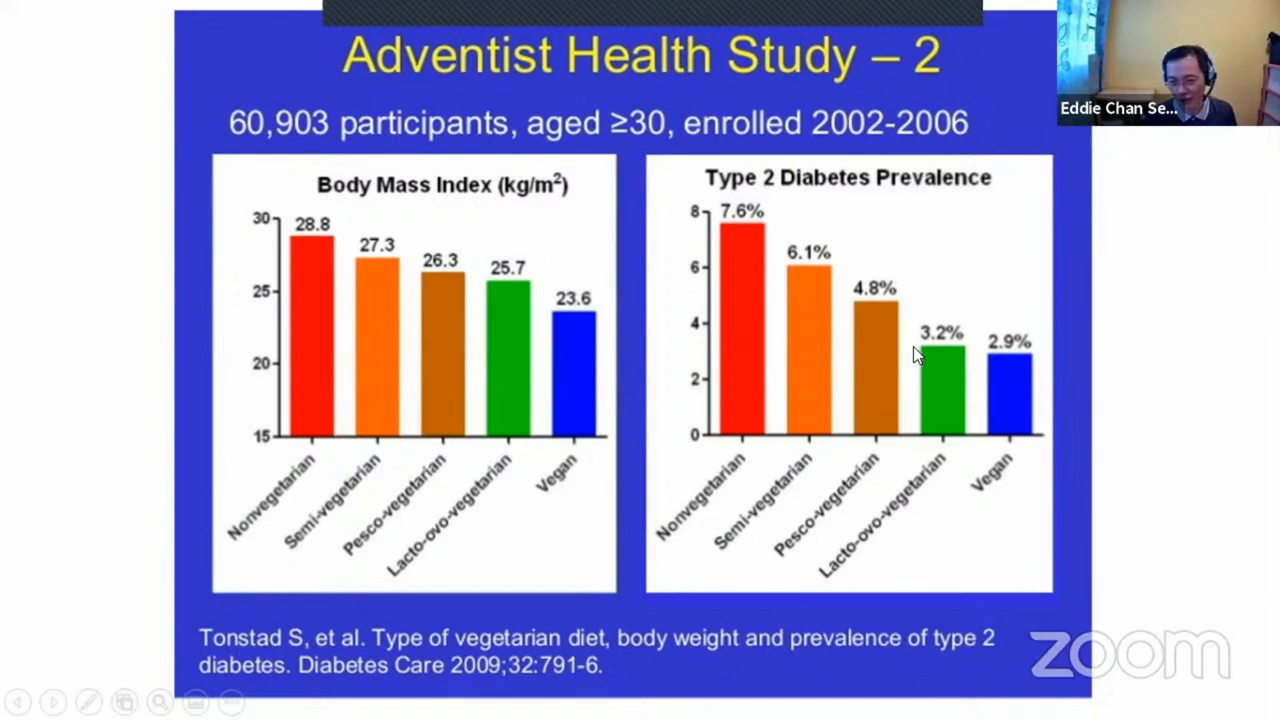 Adventist Health Study – 2
60,903 participants, aged ≥30, enrolled 2002-2006
Eddie Chan Se...
Body Mass Index (kg/m²)
30
25
20
15
28.8
27.3
26.3
25.7
23.6
Nonvegetarian
Semi-vegetarian
Pesco-vegetarian
Lacto-ovo-vegetarian
Vegan
Type 2 Diabetes Prevalence
8
6
4
2
0
7.6%
6.1%
4.8%
3.2%
2.9%
Nonvegetarian
Semi-vegetarian
Pesco-vegetarian
Lacto-ovo-vegetarian
Vegan
Tonstad S, et al. Type of vegetarian diet, body weight and prevalence of type 2
diabetes. Diabetes Care 2009;32:791-6.
zoom